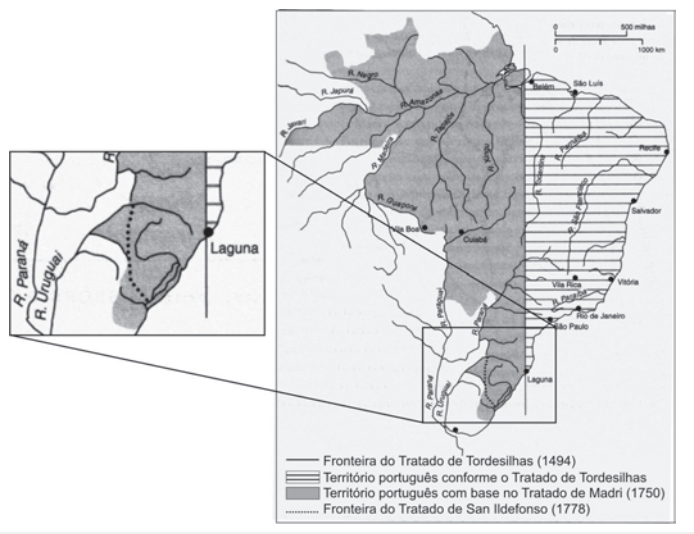 0 500 milhas
0 1000 km
R. Negro
R. Japurá
R. Javari
R. Amazonas
R. Madeira
R. Tapajós
R. Xingu
R. Tocantins
R. Parnaíba
R. São Francisco
Belém
São Luís
Recife
Salvador
R. Guaporé
Vila Boa
Cuiabá
Vila Rica
Vitória
R. Paraíba
Rio de Janeiro
São Paulo
R. Paraguai
R. Paraná
Laguna
R. Paraná
R. Uruguai
R.
R. Paraná
R. Uruguai
Laguna
Fronteira do Tratado de Tordesilhas (1494)
Território português conforme o Tratado de Tordesilhas
Território português com base no Tratado de Madri (1750)
Fronteira do Tratado de San Ildefonso (1778)